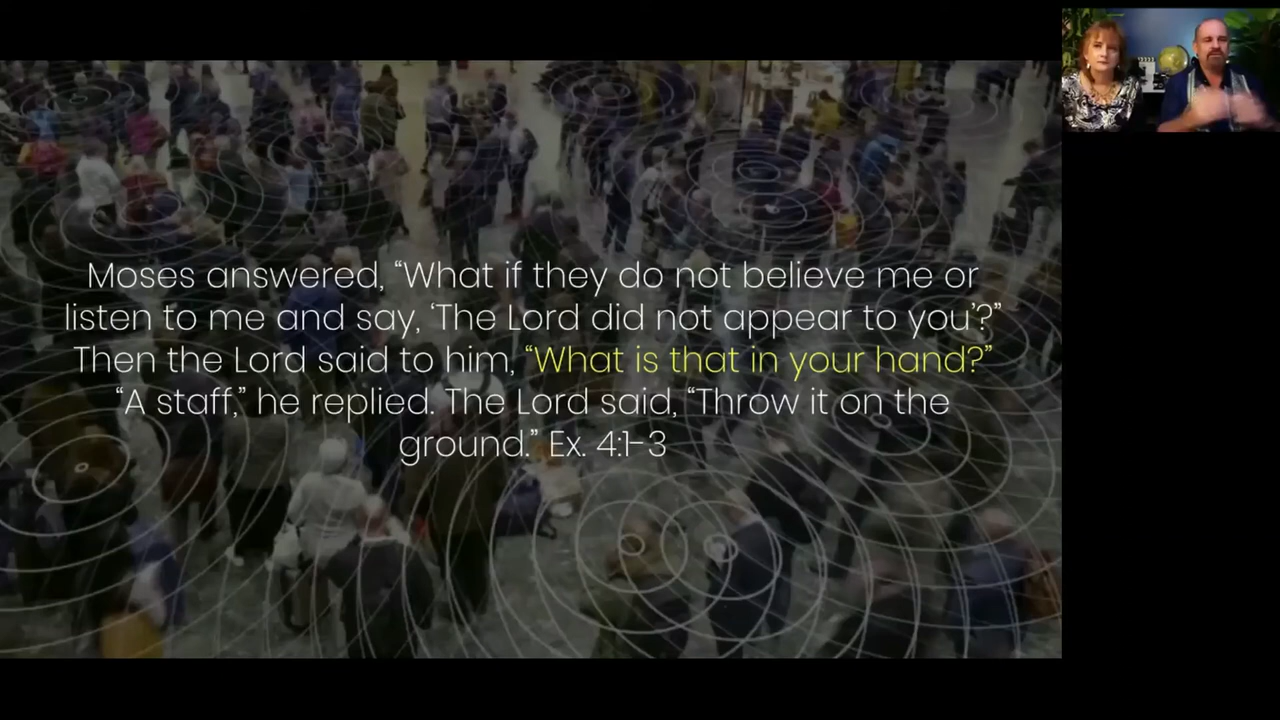 Moses answered, “What if they do not believe me or
listen to me and say, ‘The Lord did not appear to you’?”
Then the Lord said to him, “What is that in your hand?”
“A staff,” he replied. The Lord said, “Throw it on the
ground.” Ex. 4:1-3